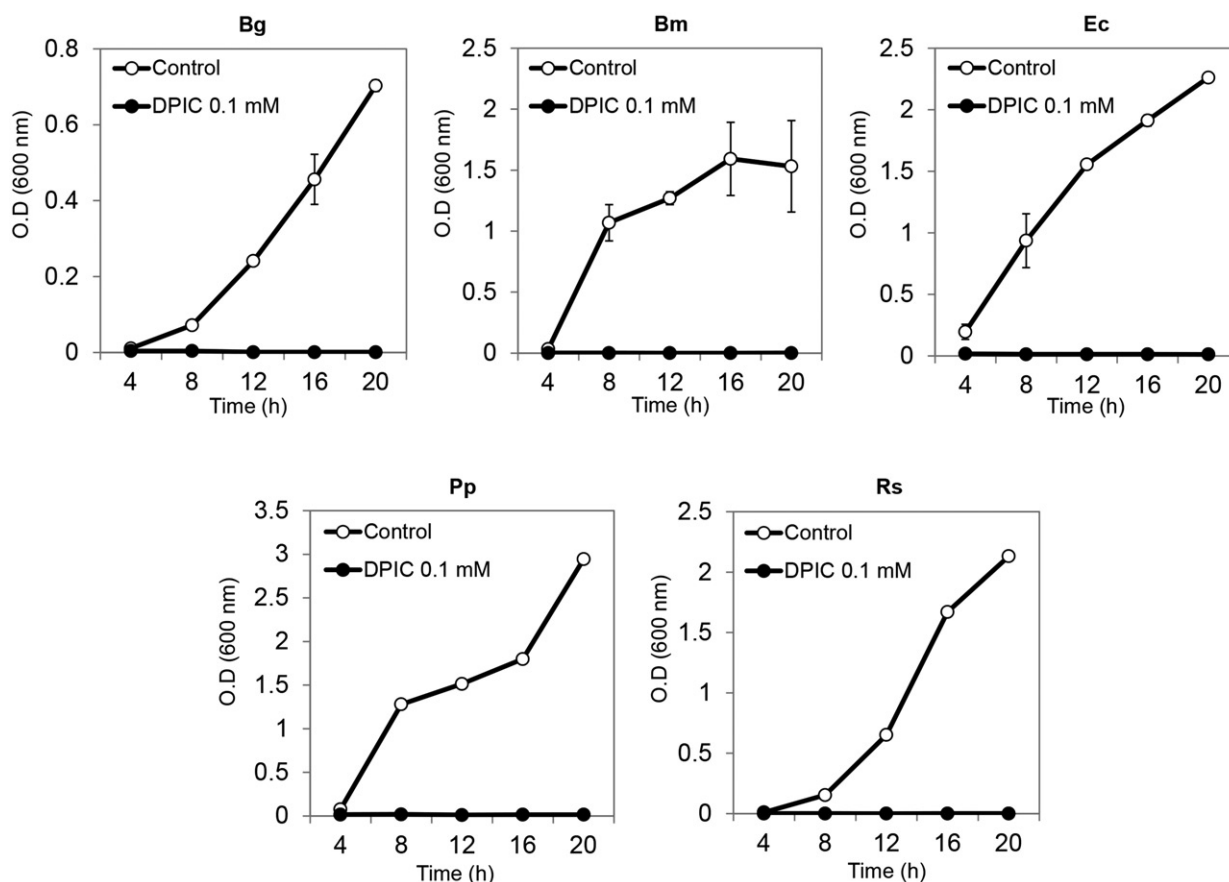 Bg
0.8
0.6
0.4
0.2
0
O.D (600 nm)
Control
DPIC 0.1 mM
4 8 12 16 20
Time (h)
Bm
2.5
2
1.5
1
0.5
0
O.D (600 nm)
Control
DPIC 0.1 mM
4 8 12 16 20
Time (h)
Ec
2.5
2
1.5
1
0.5
0
O.D (600 nm)
Control
DPIC 0.1 mM
4 8 12 16 20
Time (h)
Pp
3.5
3
2.5
2
1.5
1
0.5
0
O.D (600 nm)
Control
DPIC 0.1 mM
4 8 12 16 20
Time (h)
Rs
2.5
2
1.5
1
0.5
0
O.D (600 nm)
Control
DPIC 0.1 mM
4 8 12 16 20
Time (h)